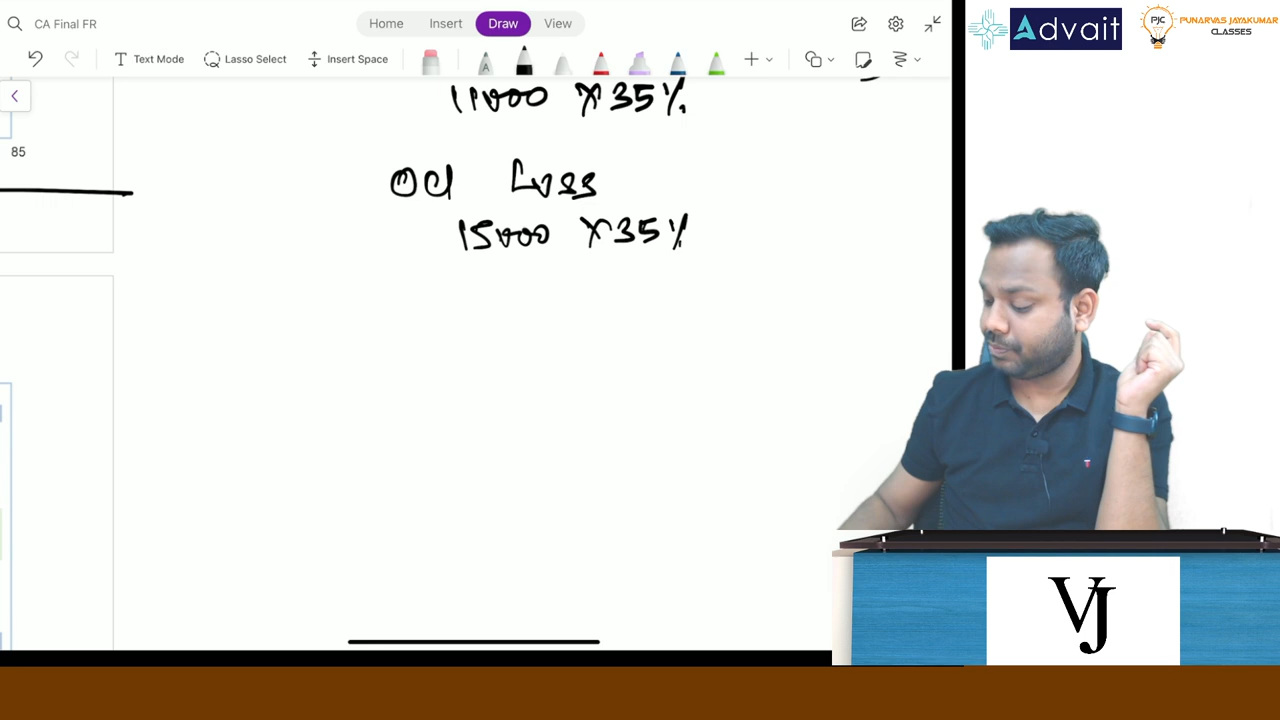 CA Final FR
Home Insert Draw View
Text Mode Lasso Select Insert Space
A
Advait
PJC PUNARVAS JAYAKUMAR CLASSES
85
11000 X 35%
OCI Loss
15000 X 35%
VJ